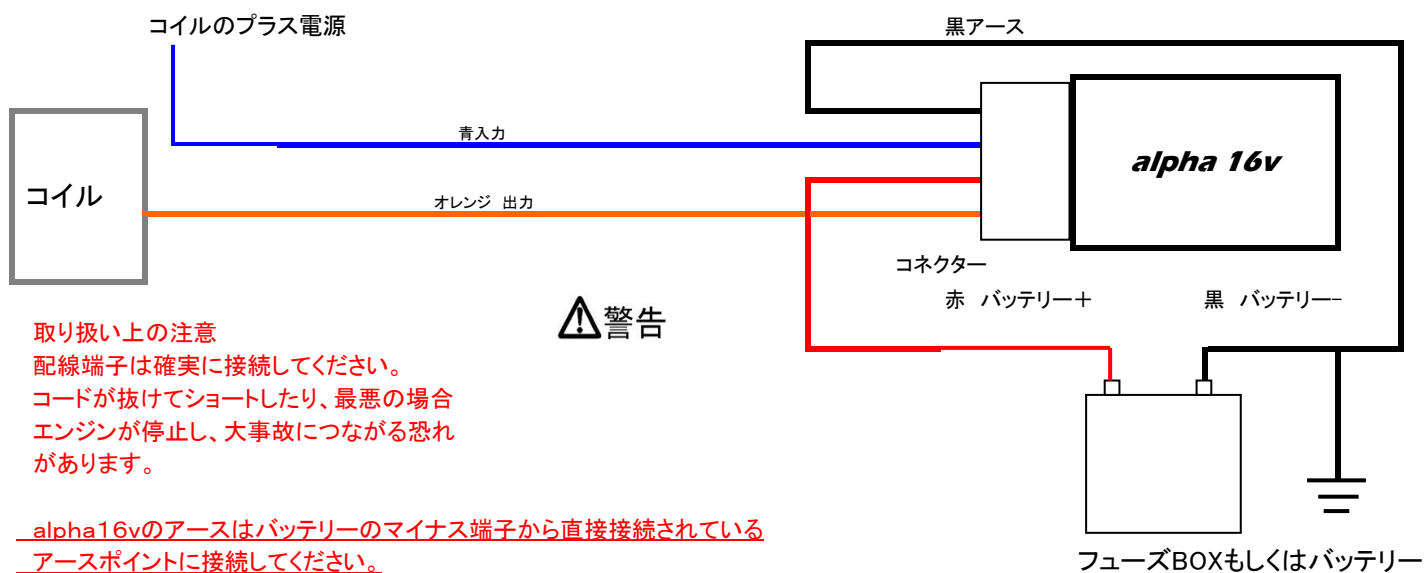 コイルのプラス電源
黒アース
青入力
alpha 16v
コイル
オレンジ 出力
コネクター
赤 バッテリー＋
黒 バッテリー−
警告
取り扱い上の注意
配線端子は確実に接続してください。
コードが抜けてショートしたり、最悪の場合
エンジンが停止し、大事故につながる恐れ
があります。
alpha16vのアースはバッテリーのマイナス端子から直接接続されている
アースポイントに接続してください。
フューズBOXもしくはバッテリー